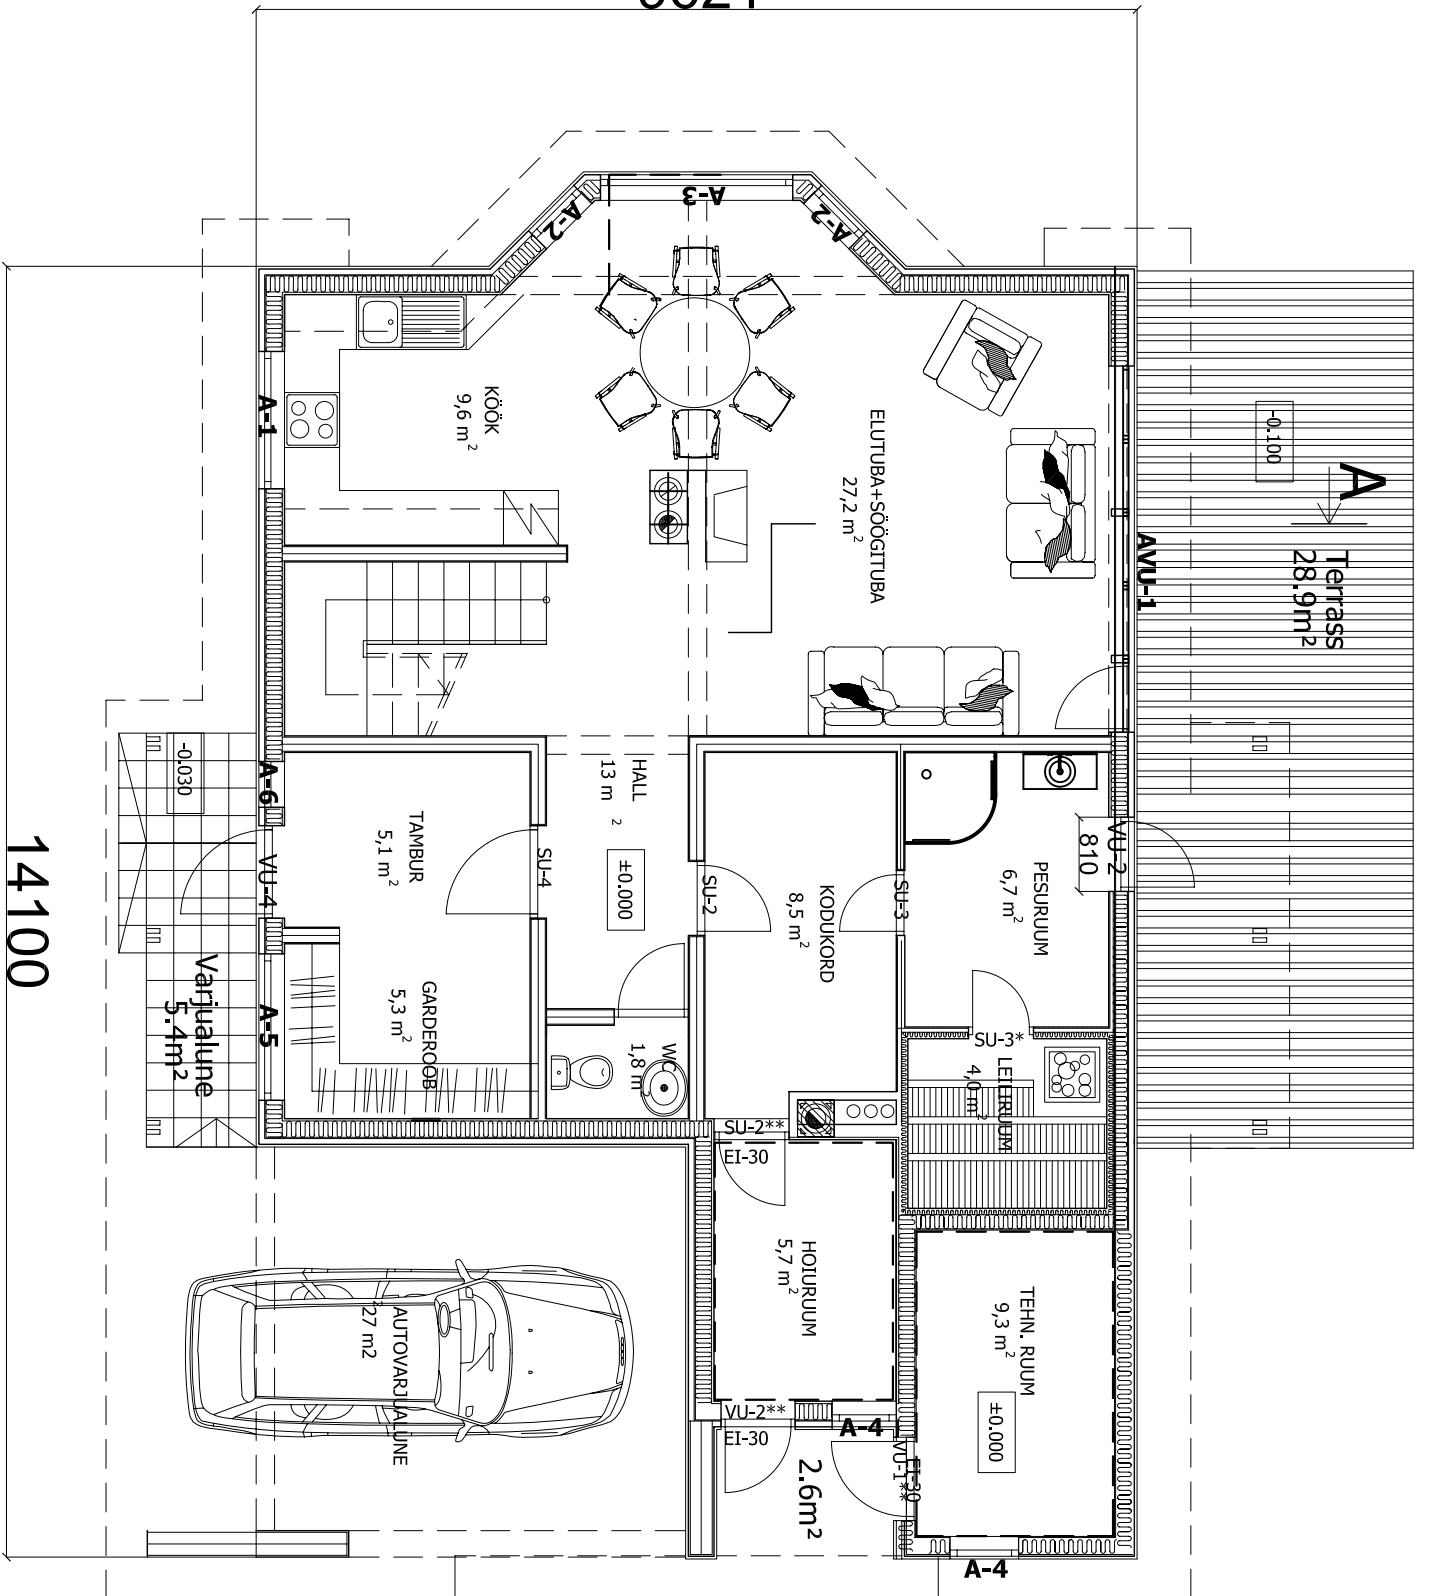 A-3
A-2
A-2
A-1
KÖÖK
9,6 m²
ELUTUBA+SÖÖGITUBA
27,2 m²
-0.100
A
Terrass
28.9m²
AVU-1
-0.030
A-6
VU-4
A-5
Varjualune
5.4m²
TAMBUR
5,1 m²
SU-4
HALL
13 m²
±0.000
SU-2
KODUKORD
8,5 m²
SU-3
PESURUUM
6,7 m²
810
VU-2
GARDEROOB
5,3 m²
WC
1,8 m²
SU-3*
LEILIRUUM
4,0 m²
SU-2**
EI-30
HOIURUUM
5,7 m²
TEHN. RUUM
9,3 m²
±0.000
AUTOVARJUALUNE
27 m2
VU-2**
EI-30
A-4
VU-1**
EI-30
2.6m²
A-4
14100